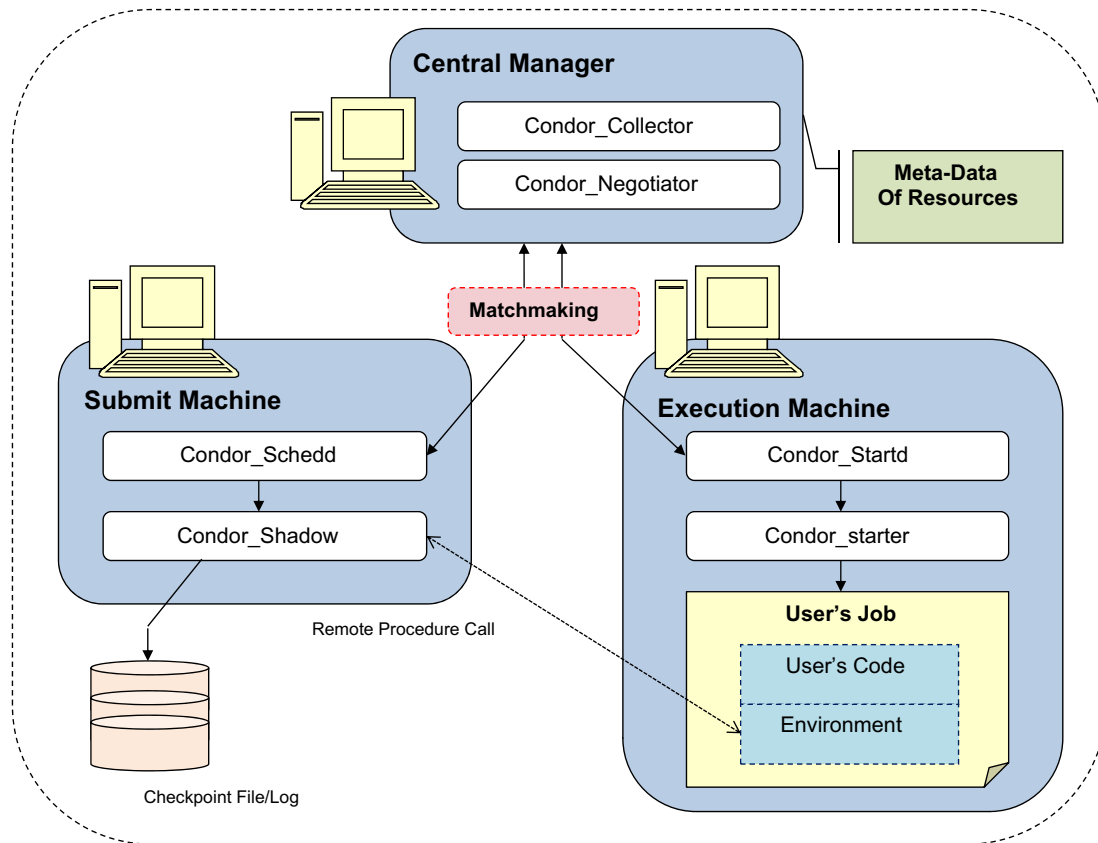 Central Manager
Condor_Collector
Condor_Negotiator
Meta-Data
Of Resources
Matchmaking
Submit Machine
Condor_Schedd
Condor_Shadow
Execution Machine
Condor_Startd
Condor_starter
User's Job
User's Code
Environment
Remote Procedure Call
Checkpoint File/Log